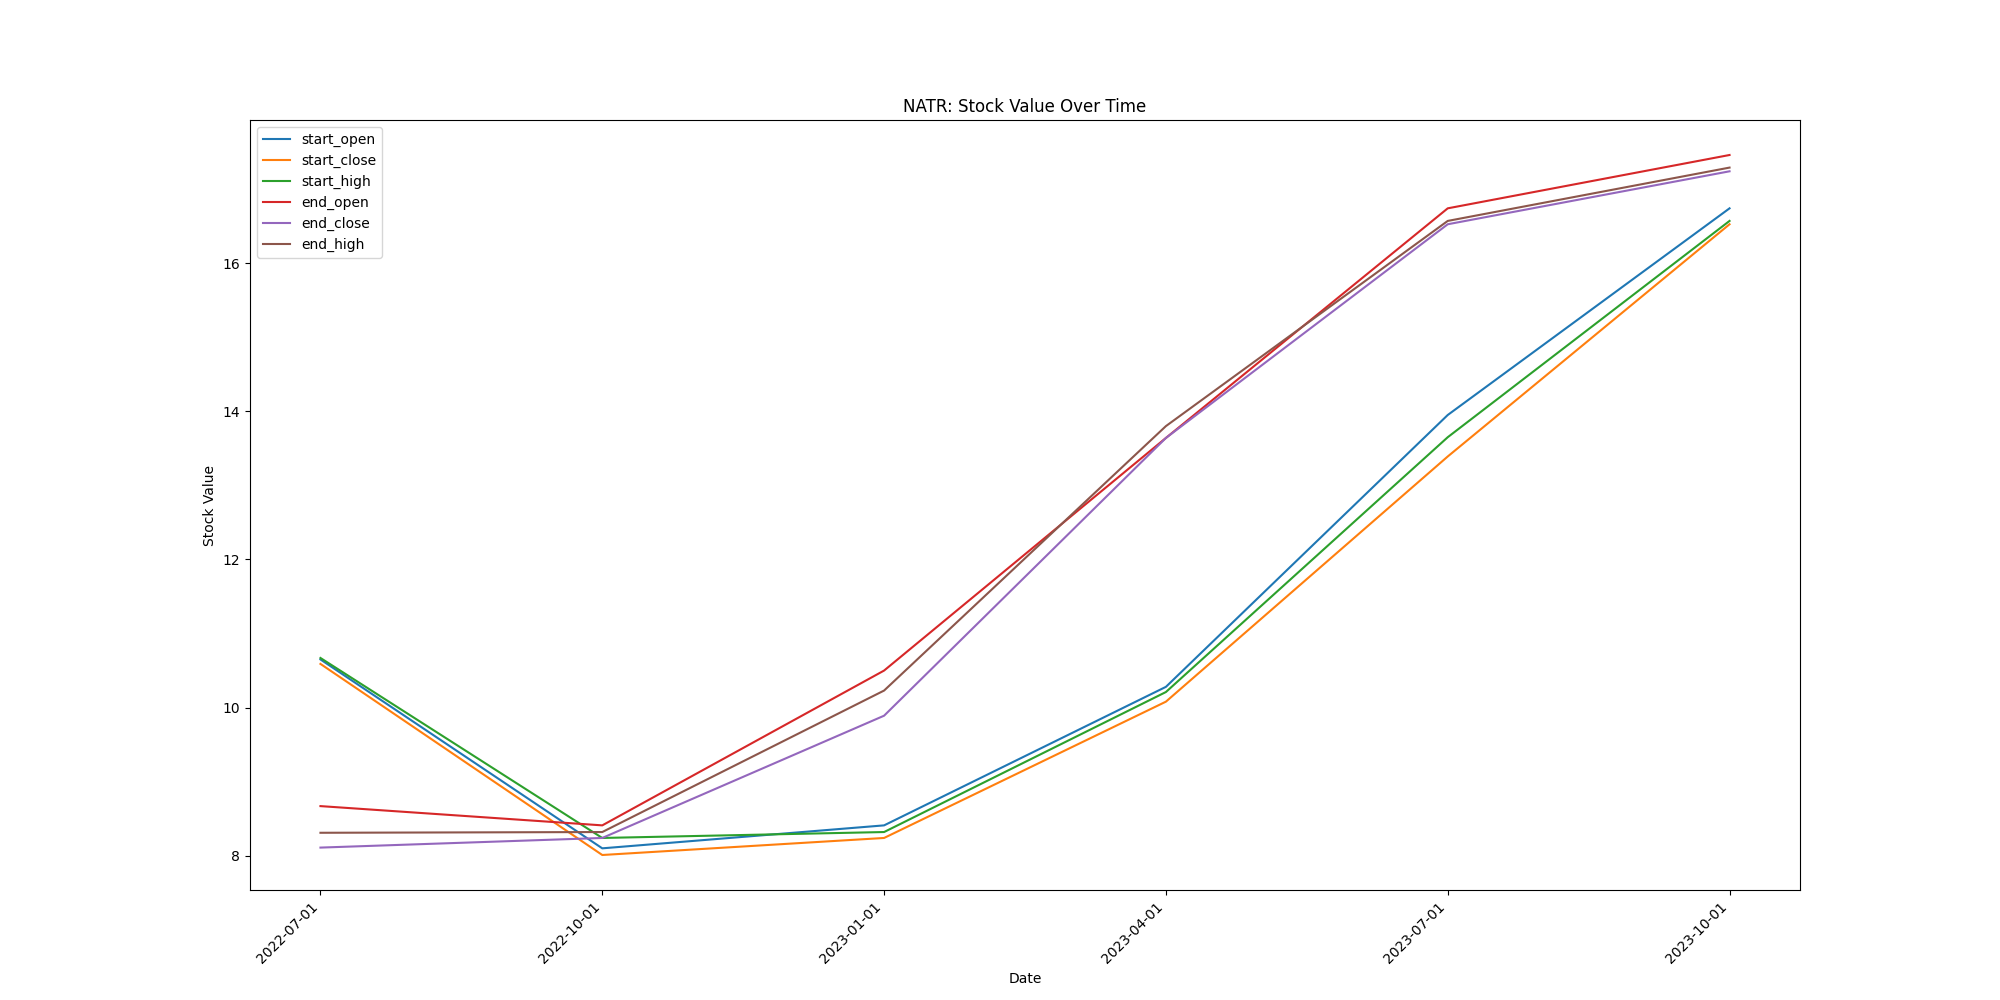 NATR: Stock Value Over Time
start_open
start_close
start_high
end_open
end_close
end_high
Stock Value
16
14
12
10
8
2022-07-01
2022-10-01
2023-01-01
2023-04-01
2023-07-01
2023-10-01
Date